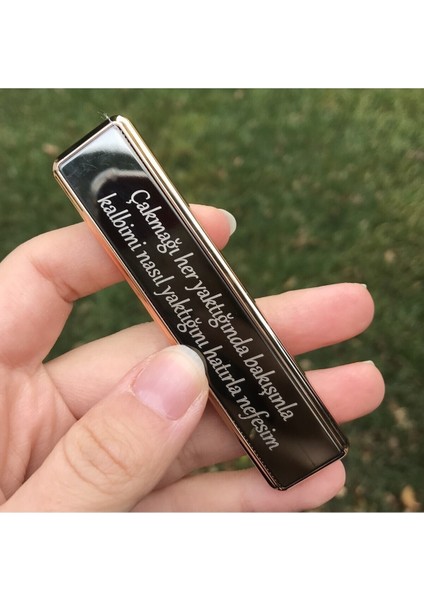 Çakmağı her yaktığında bakışınla
kalbimi nasıl yaktığını hatırla nefesim